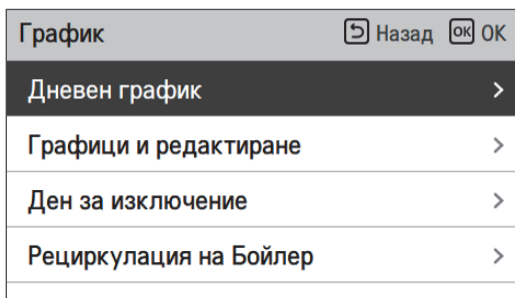 График Назад OK OK
Дневен график
Графици и редактиране
Ден за изключение
Рециркулация на Бойлер